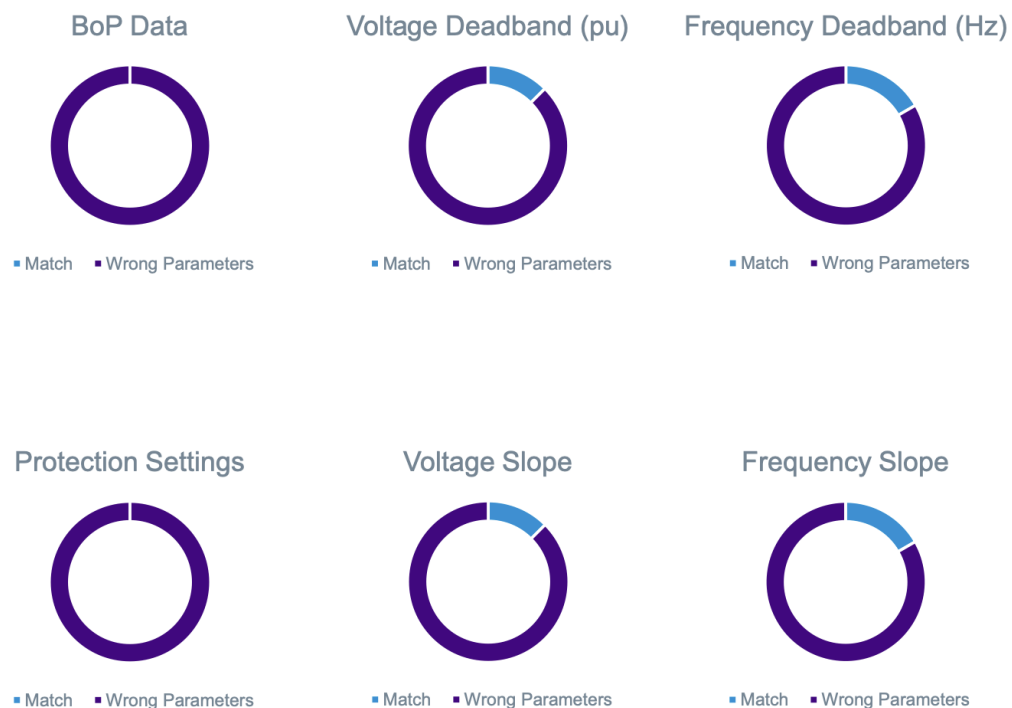 BoP Data
Voltage Deadband (pu)
Frequency Deadband (Hz)
Match Wrong Parameters
Match Wrong Parameters
Match Wrong Parameters
Protection Settings
Voltage Slope
Frequency Slope
Match Wrong Parameters
Match Wrong Parameters
Match Wrong Parameters